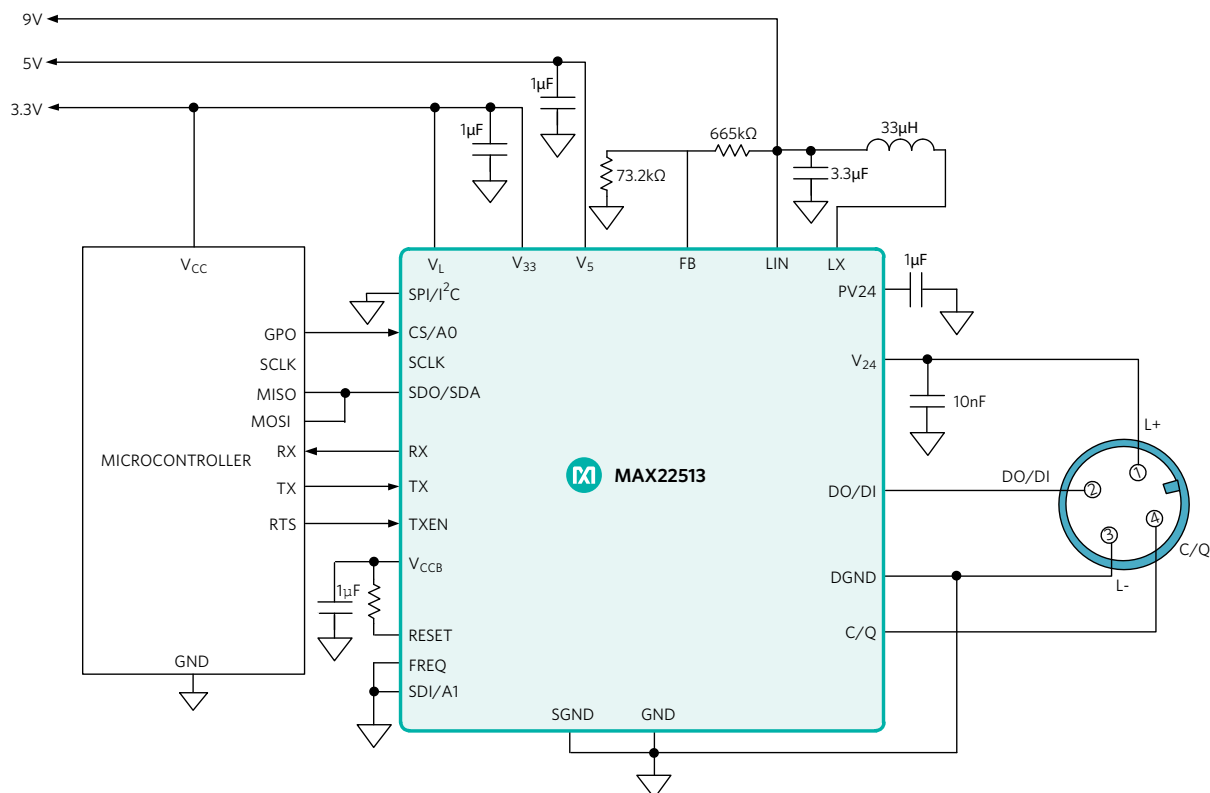 9V
5V
3.3V
1µF
1µF
665kΩ
33µH
73.2kΩ
3.3µF
VCC
VL
V33
V5
FB
LIN
LX
1µF
PV24
SPI/I²C
GPO
CS/A0
SCLK
SCLK
V24
MISO
SDO/SDA
10nF
MOSI
L+
RX
RX
MICROCONTROLLER
MAX22513
DO/DI
TX
TX
DO/DI
1
2
3
4
RTS
TXEN
C/Q
VCCB
DGND
L-
1µF
RESET
C/Q
GND
FREQ
SDI/A1
SGND
GND